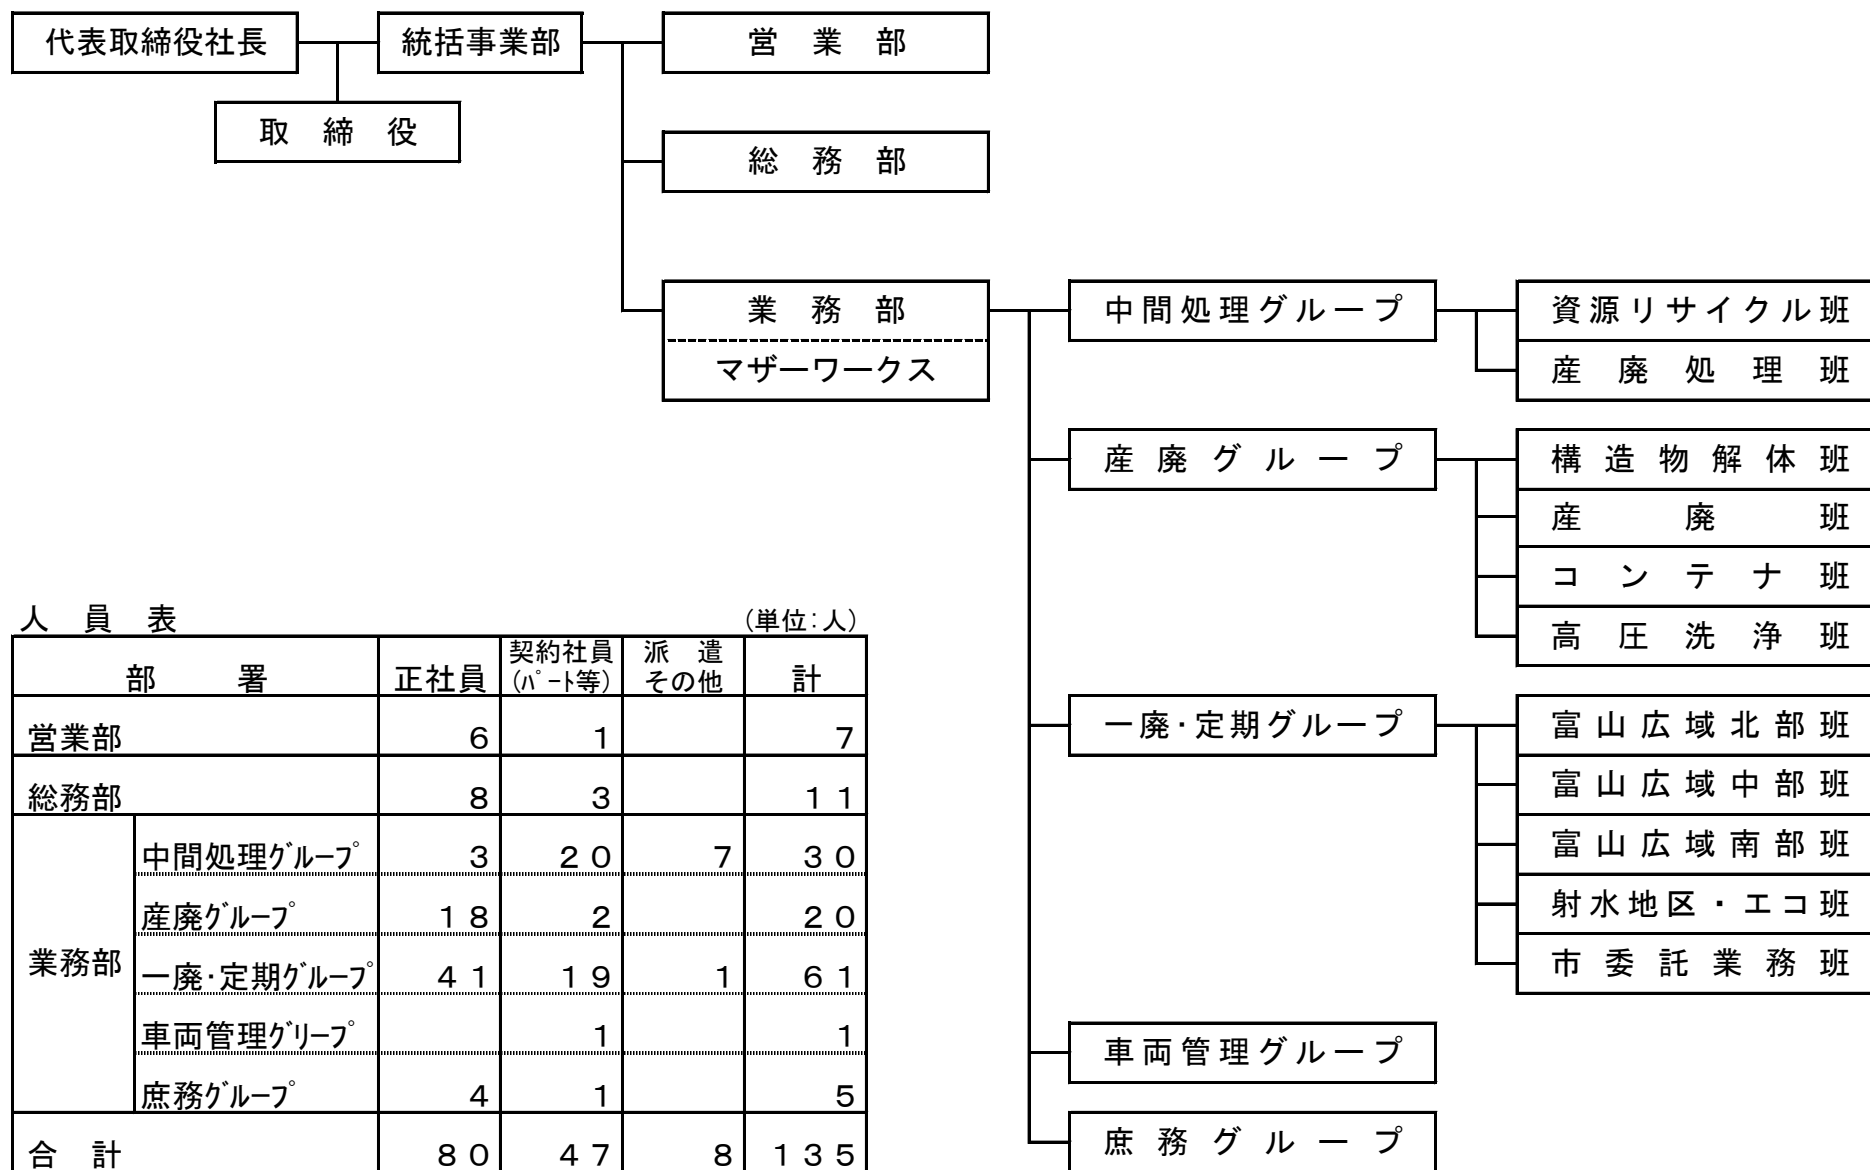 代表取締役社長 統括事業部 営業部
取締役
総務部
業務部 中間処理グループ 資源リサイクル班
マザーワークス 産廃処理班
産廃グループ 構造物解体班
産廃班
コンテナ班
高圧洗浄班
一廃・定期グループ 富山広域北部班
富山広域中部班
富山広域南部班
射水地区・エコ班
市委託業務班
車両管理グループ
庶務グループ
人員表 (単位:人)
部署 正社員 契約社員(ﾊﾟｰﾄ等) 派遣その他 計
営業部 6 1 7
総務部 8 3 11
業務部
中間処理ｸﾞﾙｰﾌﾟ 3 20 7 30
産廃ｸﾞﾙｰﾌﾟ 18 2 20
一廃・定期ｸﾞﾙｰﾌﾟ 41 19 1 61
車両管理ｸﾞﾘｰﾌﾟ 1 1
庶務ｸﾞﾙｰﾌﾟ 4 1 5
合計 80 47 8 135